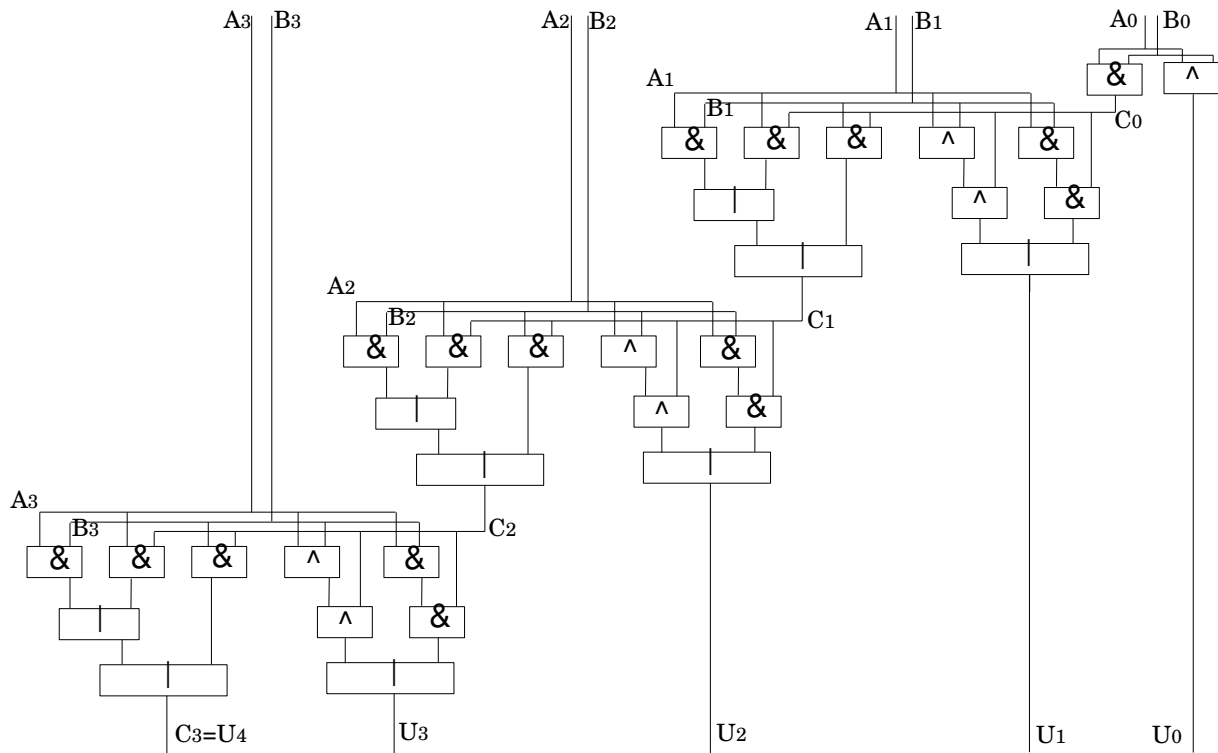 A3 B3 A2 B2 A1 B1 A0 B0
& ^
A1
B1 C0
& & & ^ &
| ^ &
| |
A2
B2 C1
& & & ^ &
| ^ &
| |
A3
B3 C2
& & & ^ &
| ^ &
| |
C3=U4 U3 U2 U1 U0